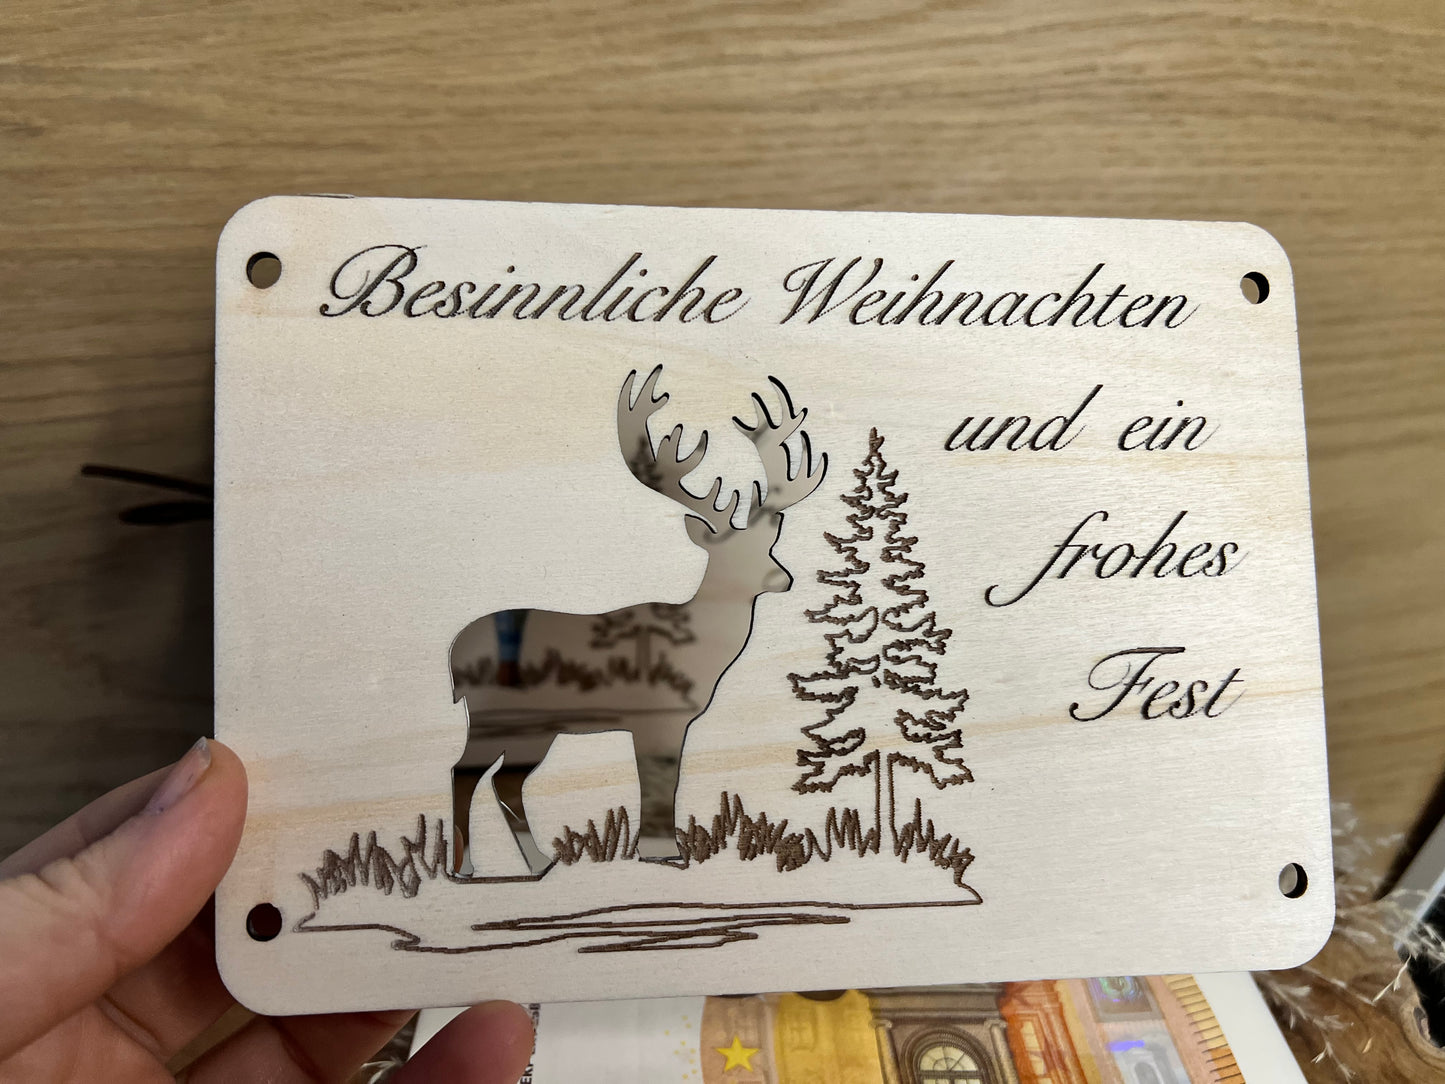 Besinnliche Weihnachten
und ein
frohes
Fest